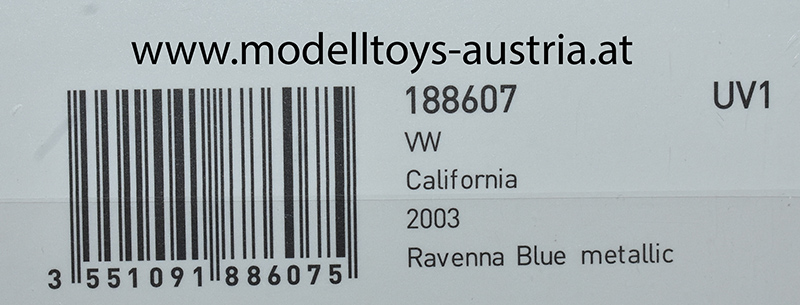 www.modelltoys-austria.at
188607 UV1
VW
California
2003
Ravenna Blue metallic
3 551091 886075